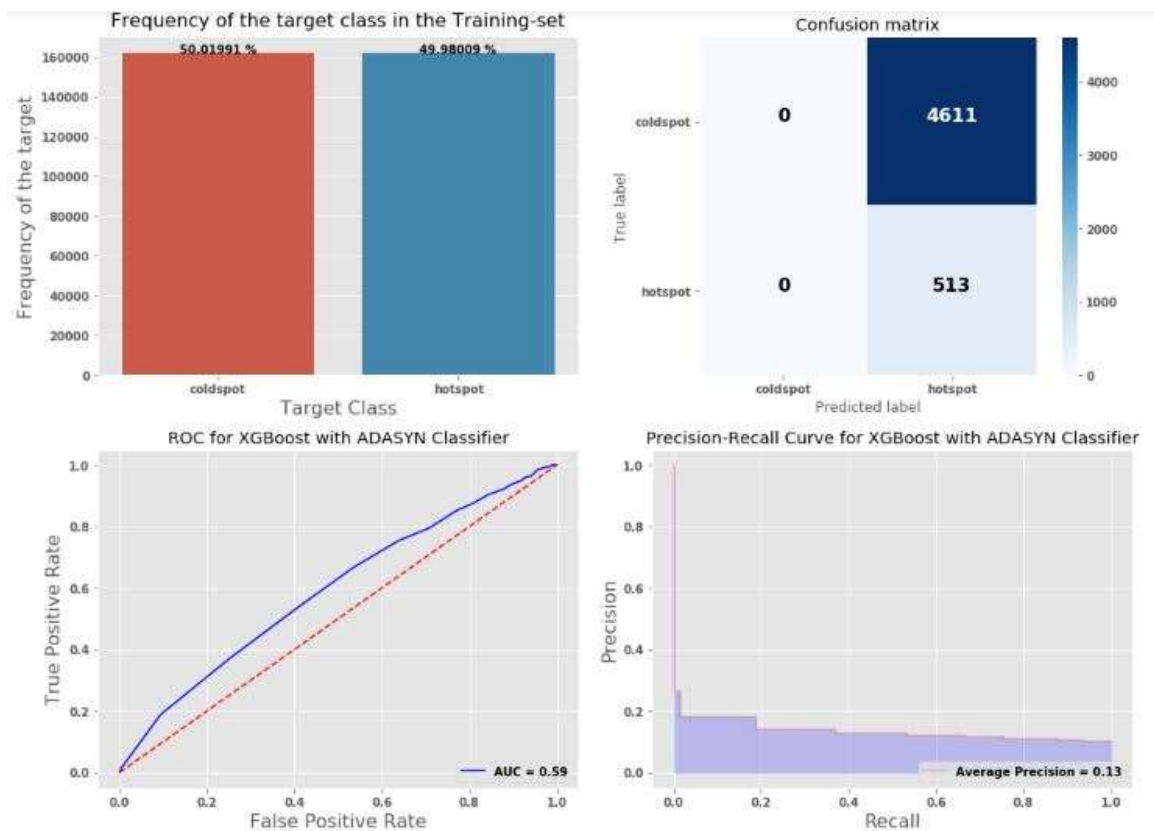 Frequency of the target class in the Training-set
50.01991 %
49.98009 %
160000
140000
120000
100000
80000
60000
40000
20000
0
Frequency of the target
coldspot
hotspot
Target Class
Confusion matrix
coldspot
hotspot
True label
0
4611
0
513
coldspot
hotspot
Predicted label
4000
3000
2000
1000
0
ROC for XGBoost with ADASYN Classifier
1.0
0.8
0.6
0.4
0.2
0.0
True Positive Rate
AUC = 0.59
0.0
0.2
0.4
0.6
0.8
1.0
False Positive Rate
Precision-Recall Curve for XGBoost with ADASYN Classifier
1.0
0.8
0.6
0.4
0.2
0.0
Precision
Average Precision = 0.13
0.0
0.2
0.4
0.6
0.8
1.0
Recall